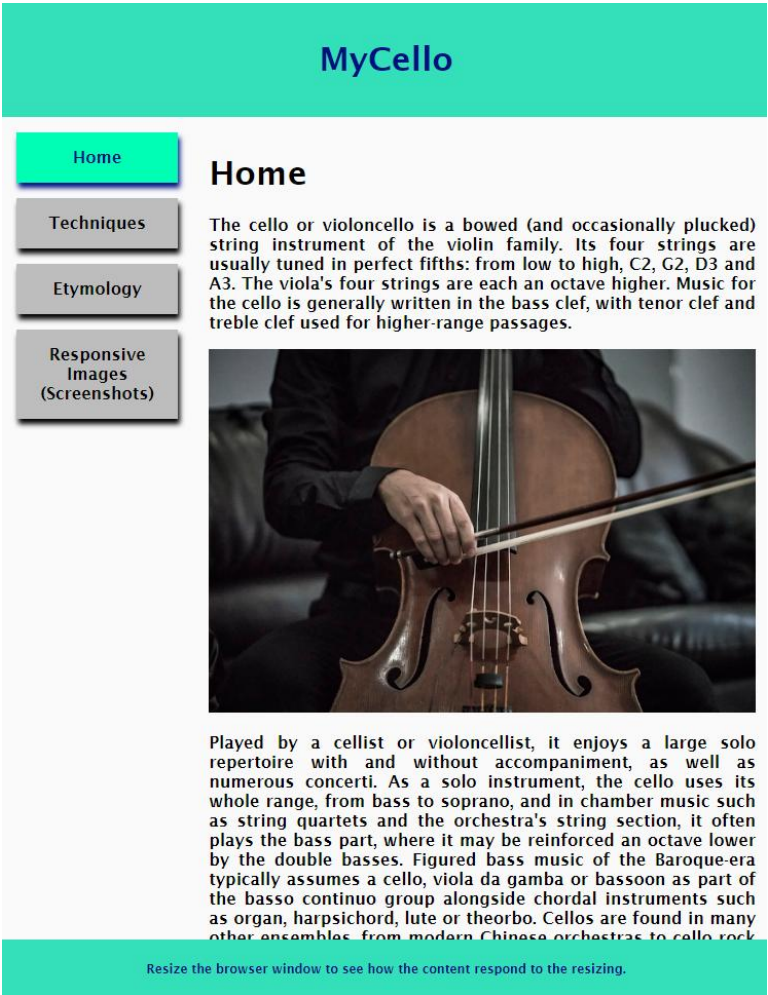 MyCello
Home
Techniques
Etymology
Responsive
Images
(Screenshots)
Home
The cello or violoncello is a bowed (and occasionally plucked)
string instrument of the violin family. Its four strings are
usually tuned in perfect fifths: from low to high, C2, G2, D3 and
A3. The viola's four strings are each an octave higher. Music for
the cello is generally written in the bass clef, with tenor clef and
treble clef used for higher-range passages.
Played by a cellist or violoncellist, it enjoys a large solo
repertoire with and without accompaniment, as well as
numerous concerti. As a solo instrument, the cello uses its
whole range, from bass to soprano, and in chamber music such
as string quartets and the orchestra's string section, it often
plays the bass part, where it may be reinforced an octave lower
by the double basses. Figured bass music of the Baroque-era
typically assumes a cello, viola da gamba or bassoon as part of
the basso continuo group alongside chordal instruments such
as organ, harpsichord, lute or theorbo. Cellos are found in many
other ensembles, from modern Chinese orchestras to cello rock
Resize the browser window to see how the content respond to the resizing.